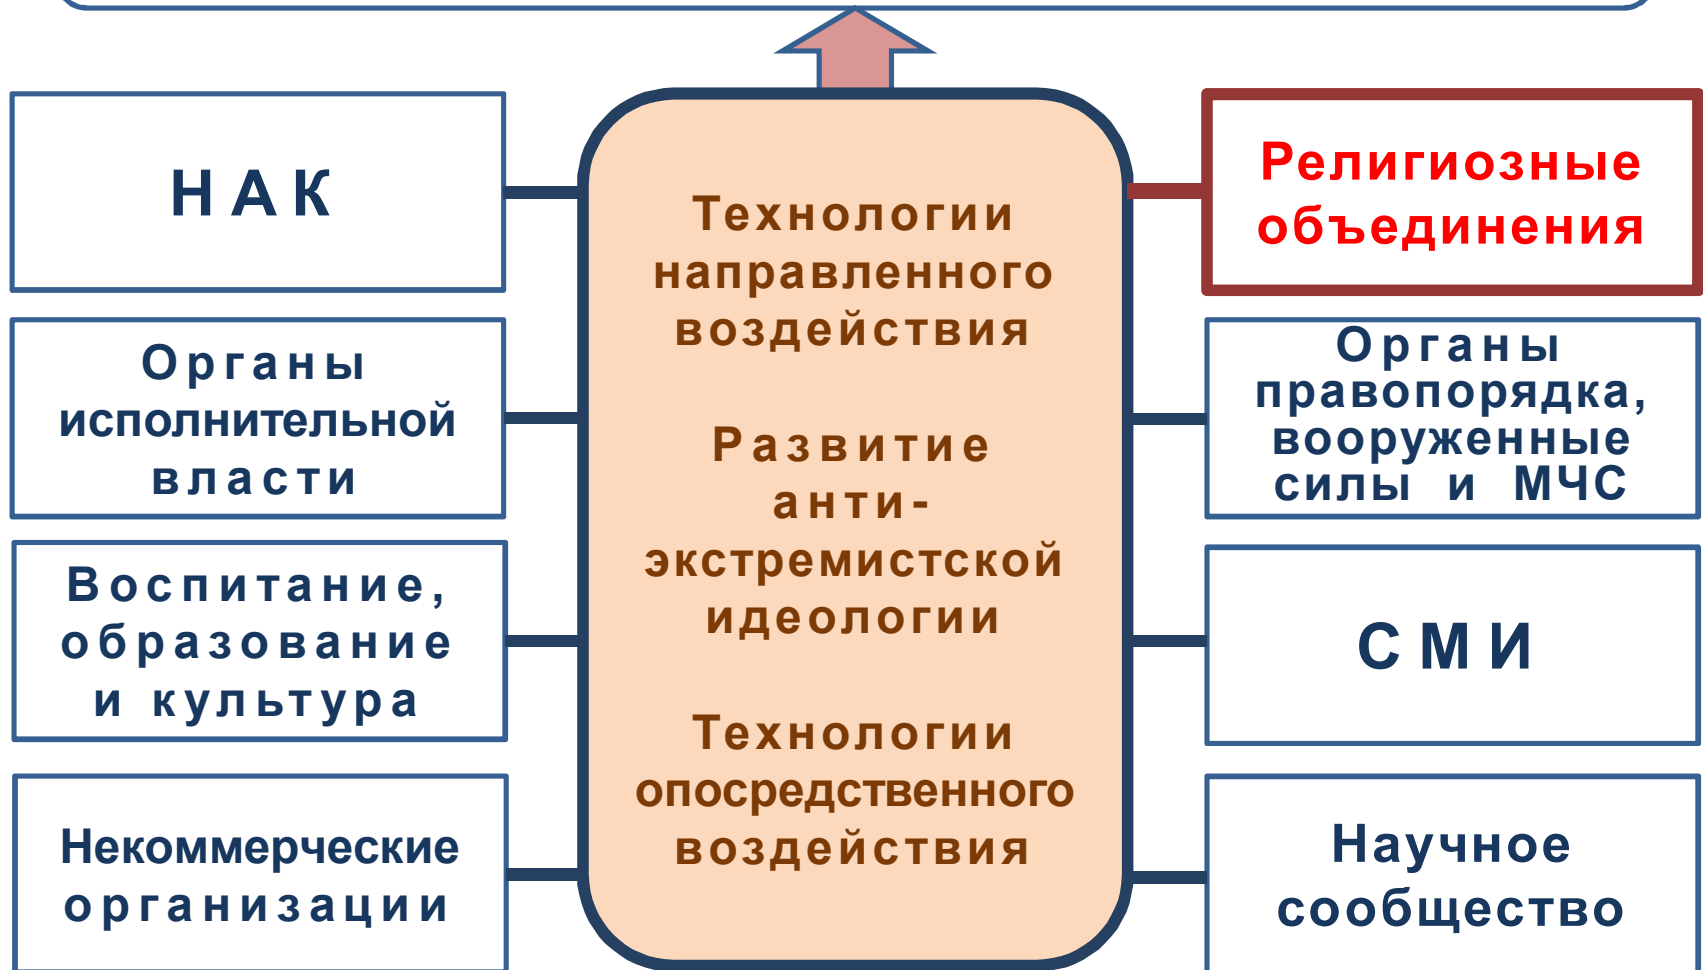 НАК
Органы
исполнительной
власти
Воспитание,
образование
и культура
Некоммерческие
организации
Технологии
направленного
воздействия
Развитие
анти-
экстремистской
идеологии
Технологии
опосредственного
воздействия
Религиозные
объединения
Органы
правопорядка,
вооруженные
силы и МЧС
СМИ
Научное
сообщество